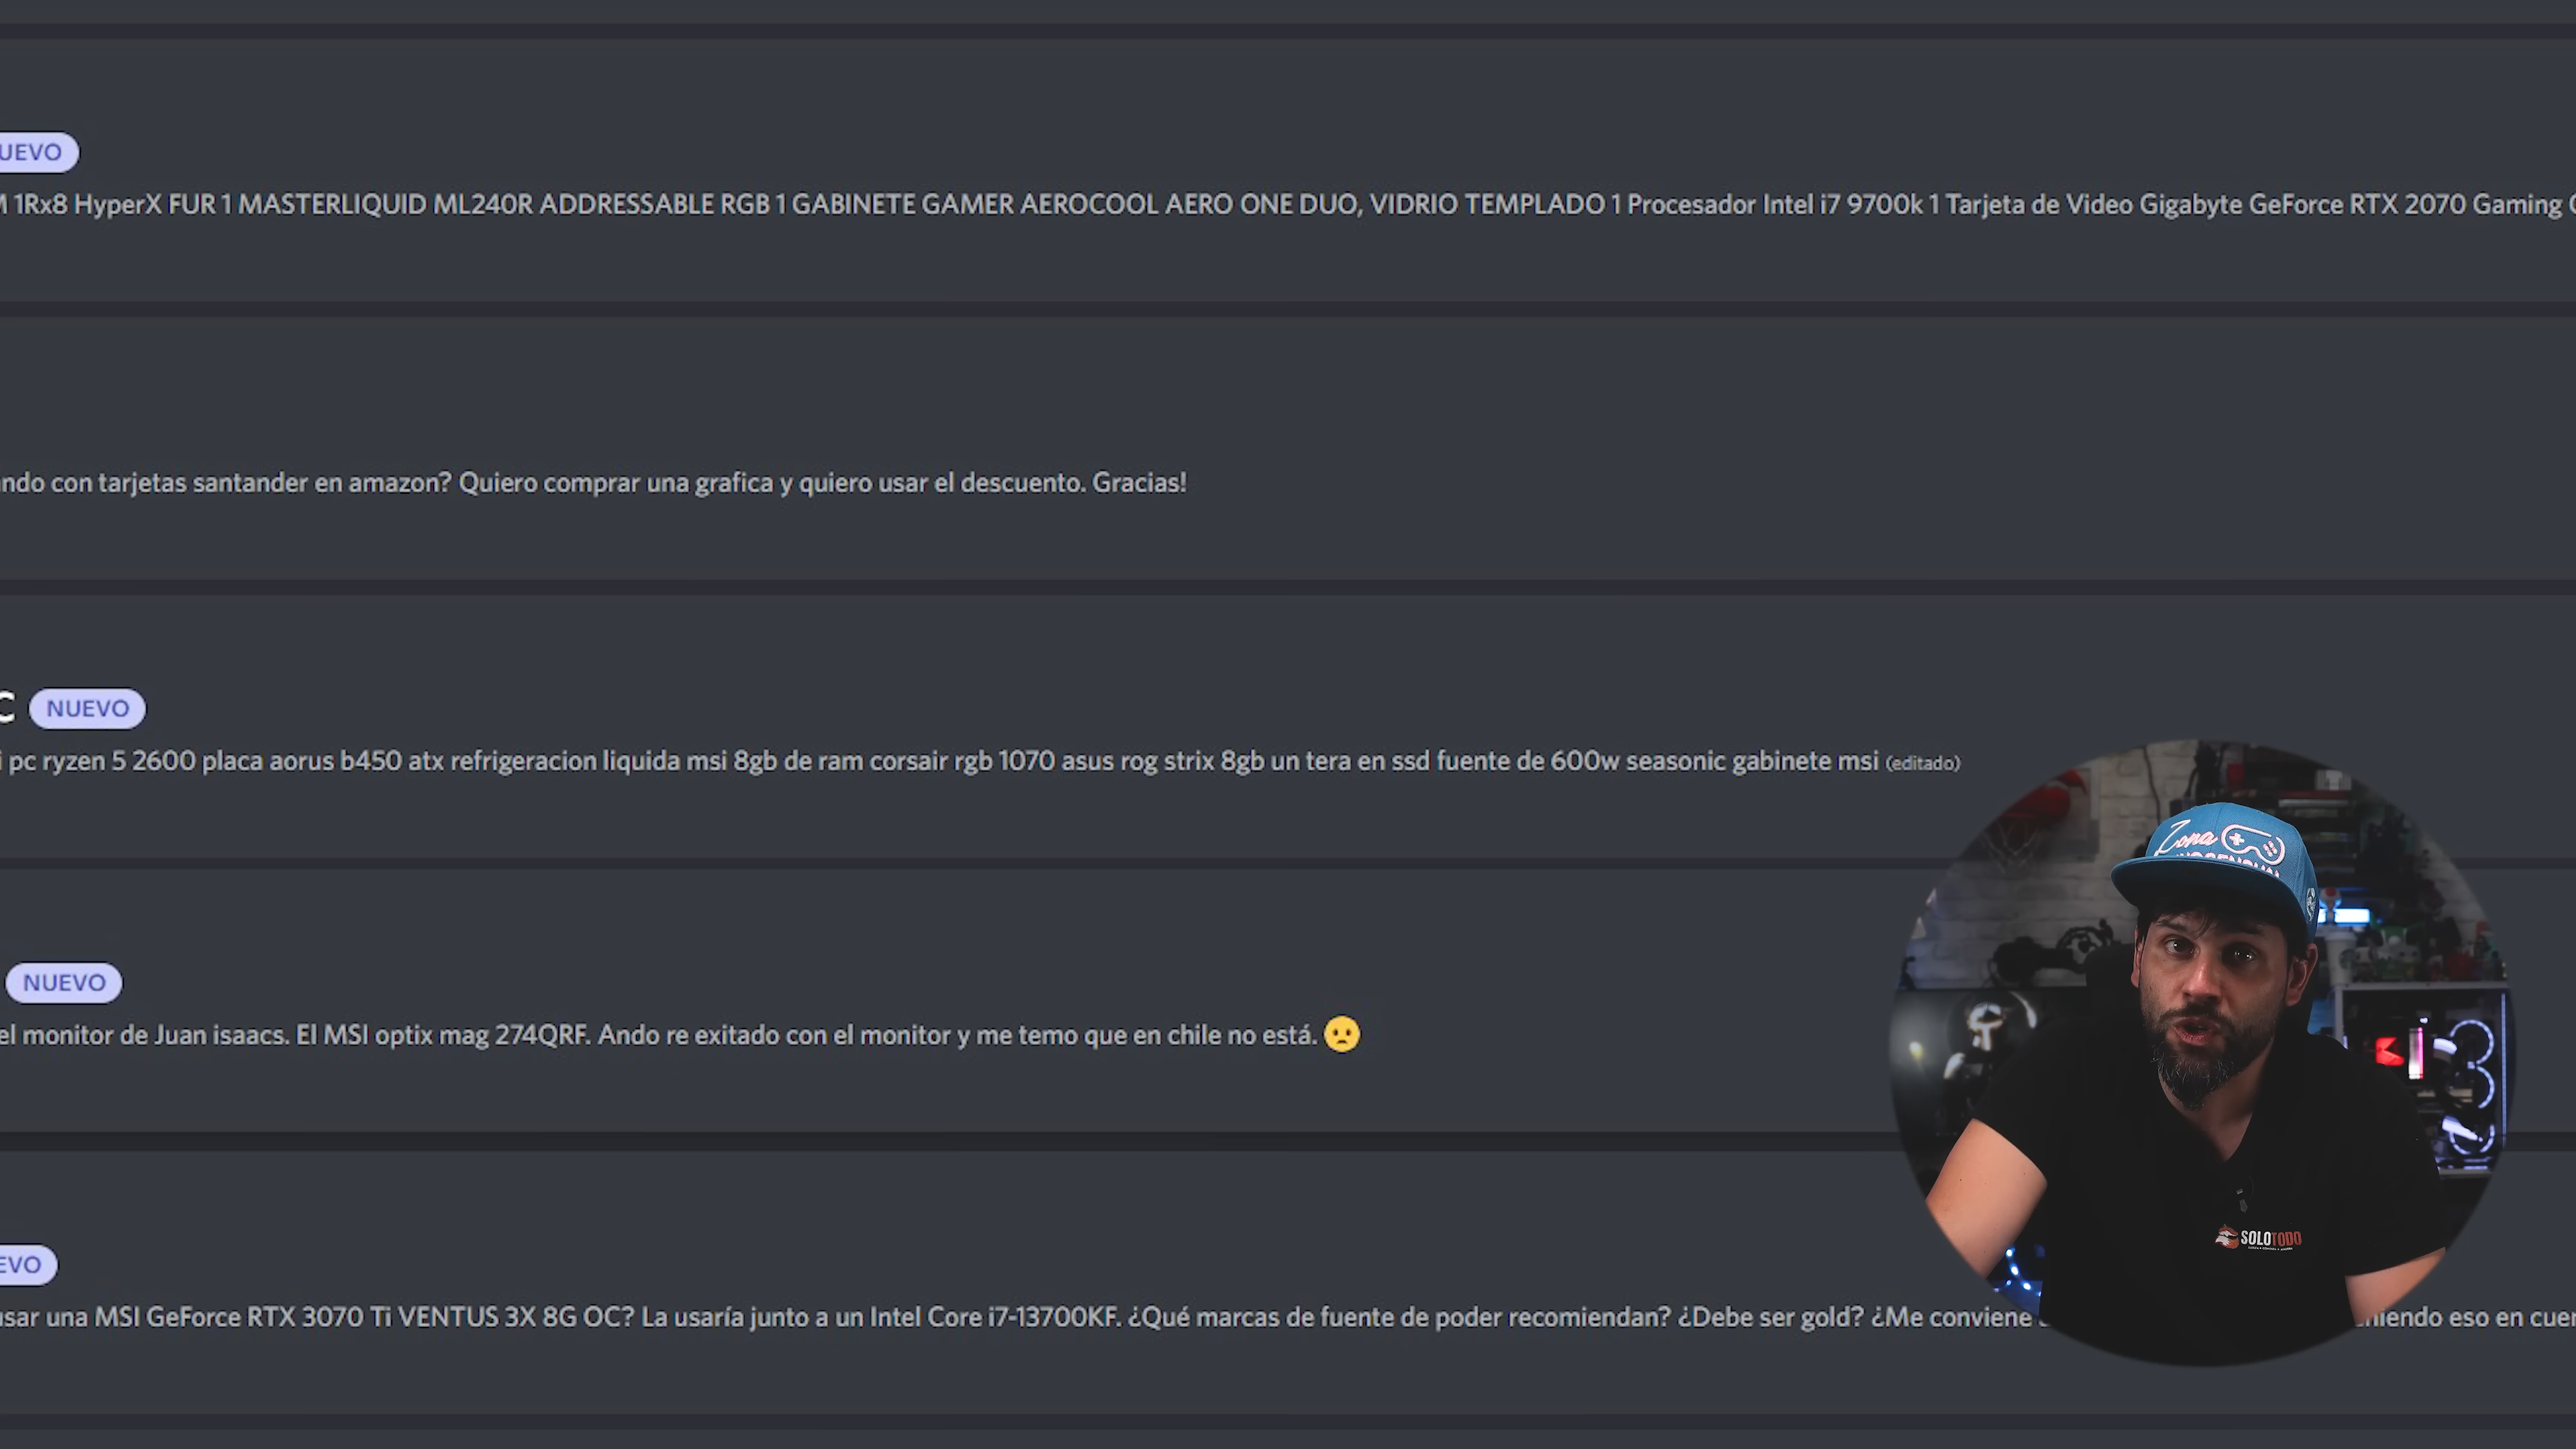 UEVO
M 1Rx8 HyperX FUR 1 MASTERLIQUID ML240R ADDRESSABLE RGB 1 GABINETE GAMER AEROCOOL AERO ONE DUO, VIDRIO TEMPLADO 1 Procesador Intel i7 9700k 1 Tarjeta de Video Gigabyte GeForce RTX 2070 Gaming
ndo con tarjetas santander en amazon? Quiero comprar una grafica y quiero usar el descuento. Gracias!
C NUEVO
i pc ryzen 5 2600 placa aorus b450 atx refrigeracion liquida msi 8gb de ram corsair rgb 1070 asus rog strix 8gb un tera en ssd fuente de 600w seasonic gabinete msi (editado)
Zona
NUEVO
el monitor de Juan isaacs. El MSI optix mag 274QRF. Ando re exitado con el monitor y me temo que en chile no está. 🙁
SOLOTODO
EVO
usar una MSI GeForce RTX 3070 Ti VENTUS 3X 8G OC? La usaría junto a un Intel Core i7-13700KF. ¿Qué marcas de fuente de poder recomiendan? ¿Debe ser gold? ¿Me conviene niendo eso en cuen